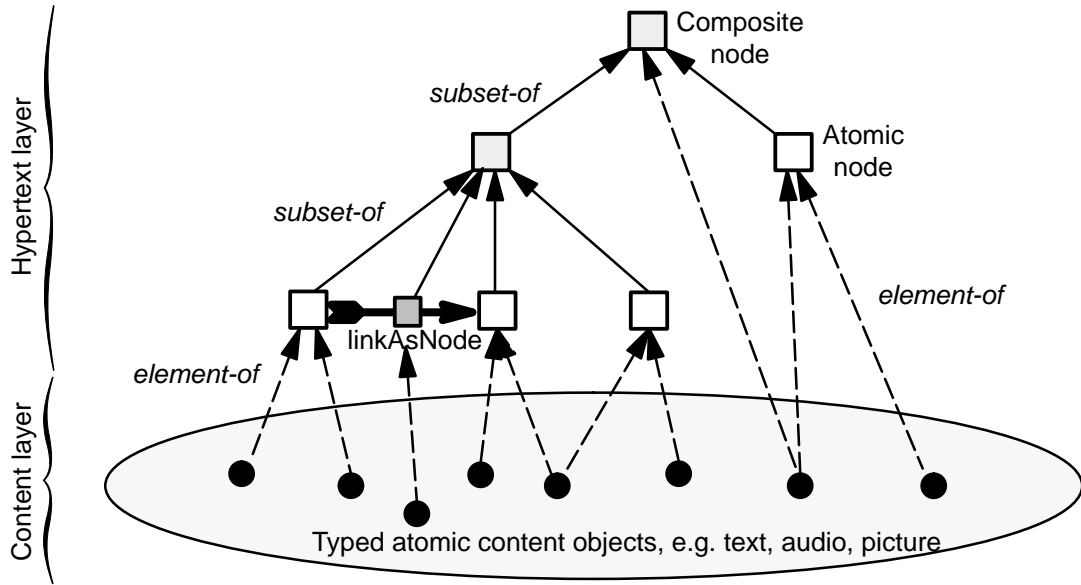 Composite
node
subset-of
Atomic
node
subset-of
Hypertext layer
element-of
linkAsNode
element-of
Content layer
Typed atomic content objects, e.g. text, audio, picture